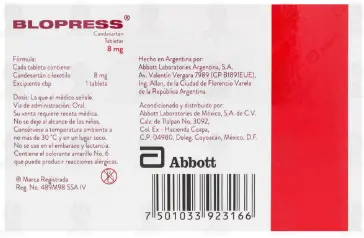 BLOPRESS®
Candesartán
Tabletas
8 mg
Fórmula:
Cada tableta contiene:
Candesartán cilexetilo 8 mg
Excipiente cbp 1 tableta
Dosis: La que el médico señale.
Vía de administración: Oral.
Su venta requiere receta médica.
No se deje al alcance de los niños.
Consérvese a temperatura ambiente a
no más de 30 °C y en un lugar seco.
No se use en el embarazo y lactancia.
Contiene el colorante amarillo No. 6
que puede producir reacciones alérgicas.
® Marca Registrada
Reg. No. 489M98 SSA IV
Hecho en Argentina por:
Abbott Laboratories Argentina, S.A.
Av. Valentín Vergara 7989 (CP B1891EUE),
Ing. Allan, de la Ciudad de Florencio Varela
de la República Argentina.
Acondicionado y distribuido por:
Abbott Laboratories de México, S.A. de C.V.
Calz. de Tlalpan No. 3092,
Col. Ex - Hacienda Coapa,
C.P. 04980, Deleg. Coyoacán, México, D.F.
Abbott
7 501033 923166